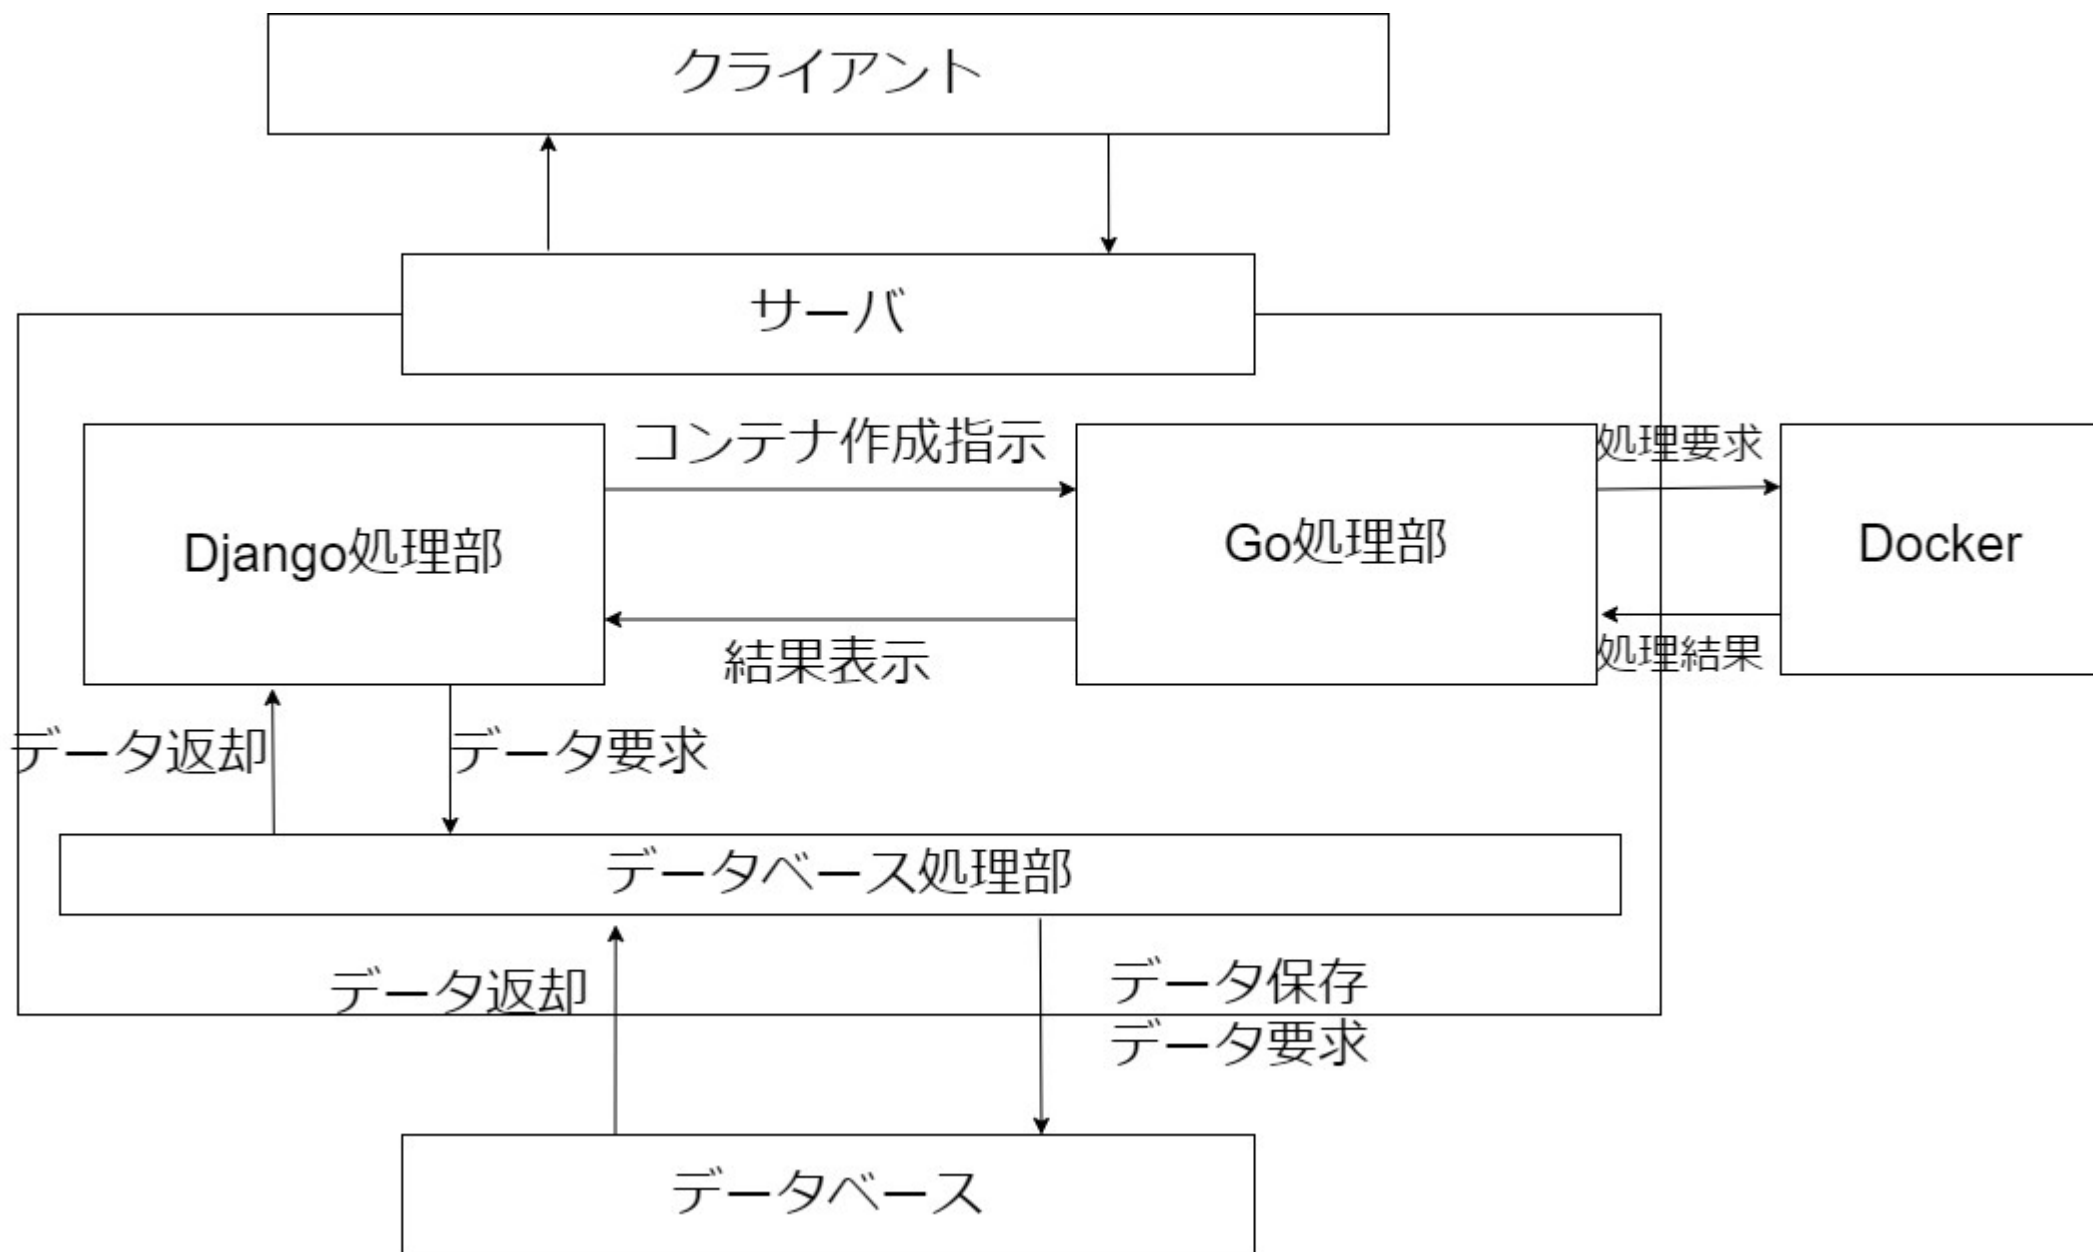 クライアント
サーバ
コンテナ作成指示
処理要求
Django処理部
Go処理部
Docker
結果表示
処理結果
データ返却
データ要求
データベース処理部
データ返却
データ保存
データ要求
データベース